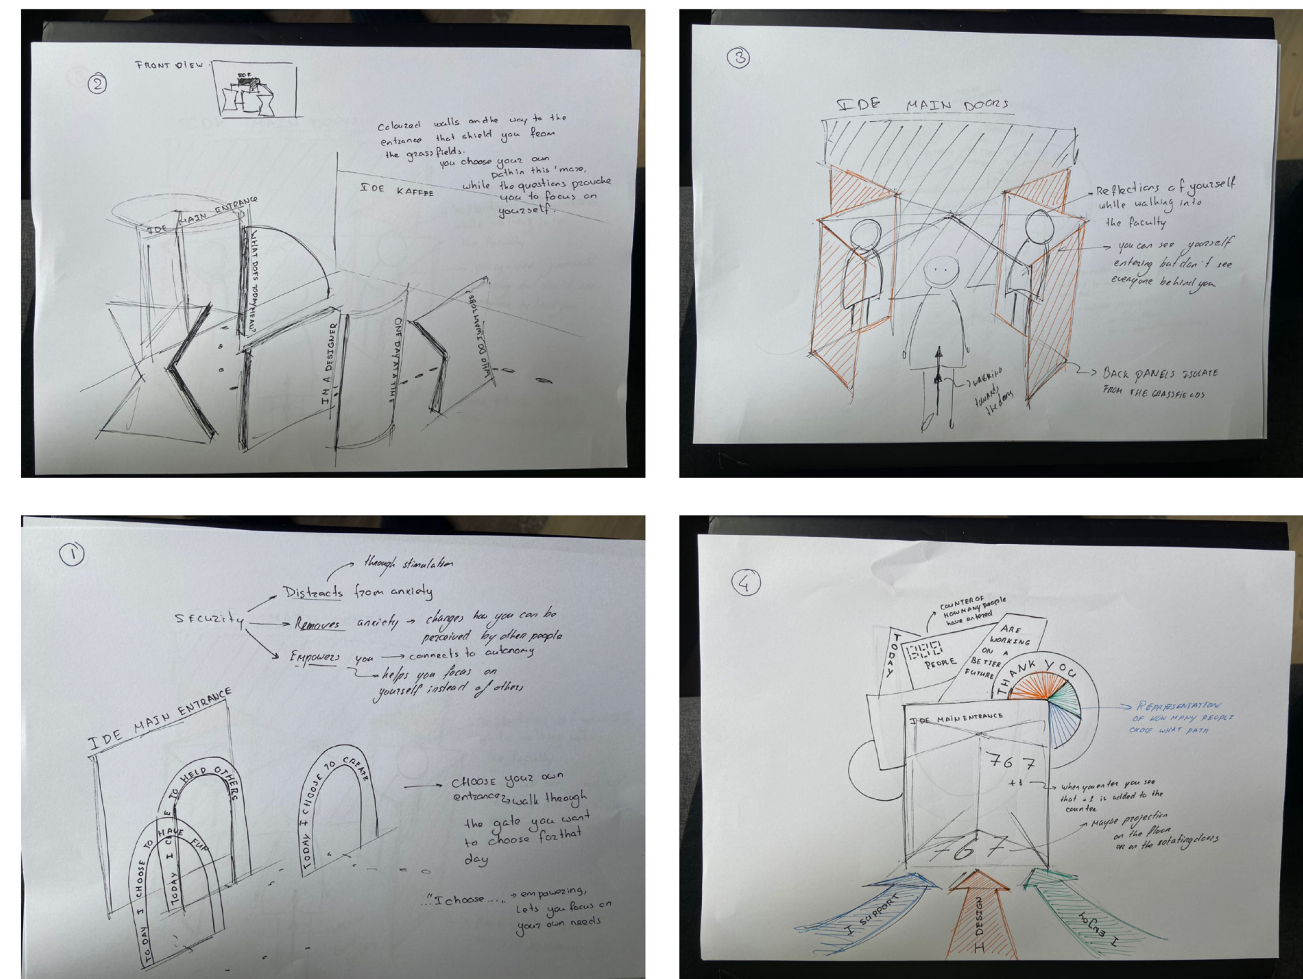 2
FRONT VIEW:
Coloured walls on the way to the
entrance that shield you from
the grassfields.
you choose your own
path in this 'maze,
while the questions provoke
you to focus on
yourself.
IDE KAFFEE
IDE MAIN ENTRANCE
WHAT DOES TODAY MEAN?
I'M A DESIGNER
ONE DAY AT A TIME
WHO DO I WANT TO BE?
3
IDE MAIN DOORS
Reflections of yourself
while walking into
the faculty
you can see yourself
entering but don't see
everyone behind you
BACK PANELS ISOLATE
FROM THE GRASSFIELDS
WALKING
towards
the doors
1
through stimulation
Distracts from anxiety
SECURITY
Removes anxiety → changes how you can be
perceived by other people
Empowers you → connects to autonomy
helps you focus on
yourself instead of others
IDE MAIN ENTRANCE
TO HELP OTHERS
TODAY I CHOOSE TO HAVE FUN
TODAY I C E
TODAY I CHOOSE TO CREATE
CHOOSE your own
entrance → walk through
the gate you want
to choose for that
day
"I choose...., → empowering,
lets you focus on
your own needs
4
COUNTER OF
HOW MANY people
have entered
TODAY
PEOPLE
ARE
WORKING
ON A
BETTER
FUTURE
THANK YOU
IDE MAIN ENTRANCE
REPRESENTATION
OF HOW MANY PEOPLE
CHOSE WHAT PATH
767
+1
when you enter you see
that +1 is added to the
counter
Maybe projection
on the floor
or on the rotating doors
767
I SUPPORT
I DESIGN
I ENJOY